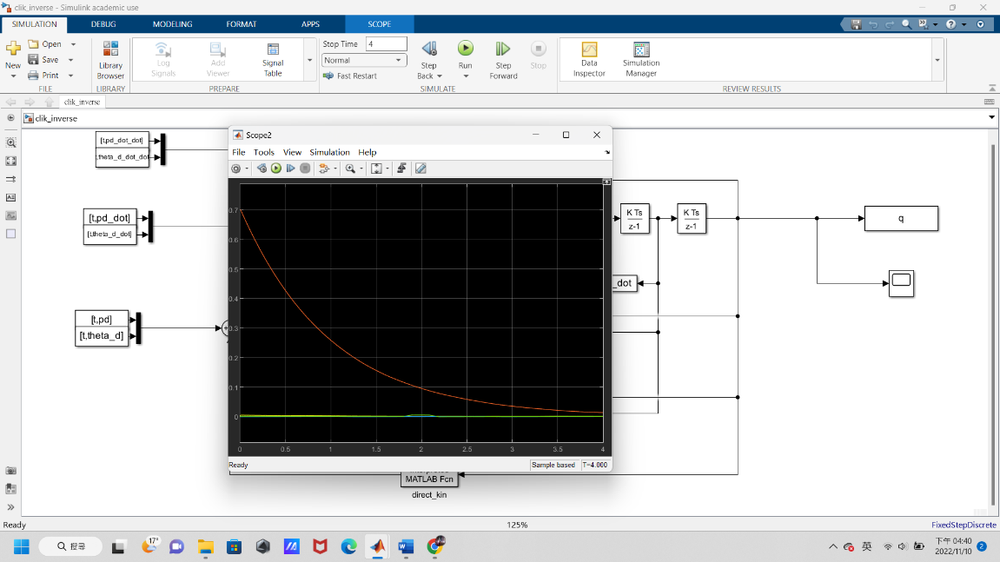 clik_inverse - Simulink academic use
SIMULATION DEBUG MODELING FORMAT APPS SCOPE
New
Open
Save
Print
FILE
Library
Browser
LIBRARY
Log
Signals
Add
Viewer
Signal
Table
PREPARE
Stop Time 4
Normal
Fast Restart
Step
Back
Run
Step
Forward
Stop
SIMULATE
Data
Inspector
Simulation
Manager
REVIEW RESULTS
clik_inverse
clik_inverse
[t,pd_dot_dot]
,theta_d_dot_dot
[t,pd_dot]
[t,theta_d_dot]
[t,pd]
[t,theta_d]
Scope2
File Tools View Simulation Help
0.7
0.6
0.5
0.4
0.3
0.2
0.1
0
0 0.5 1 1.5 2 2.5 3 3.5 4
Ready Sample based T=4.000
K Ts
z-1
K Ts
z-1
q
_dot
MATLAB Fcn
direct_kin
Ready 125% FixedStepDiscrete
17°
搜尋
英
下午 04:40
2022/11/10
2